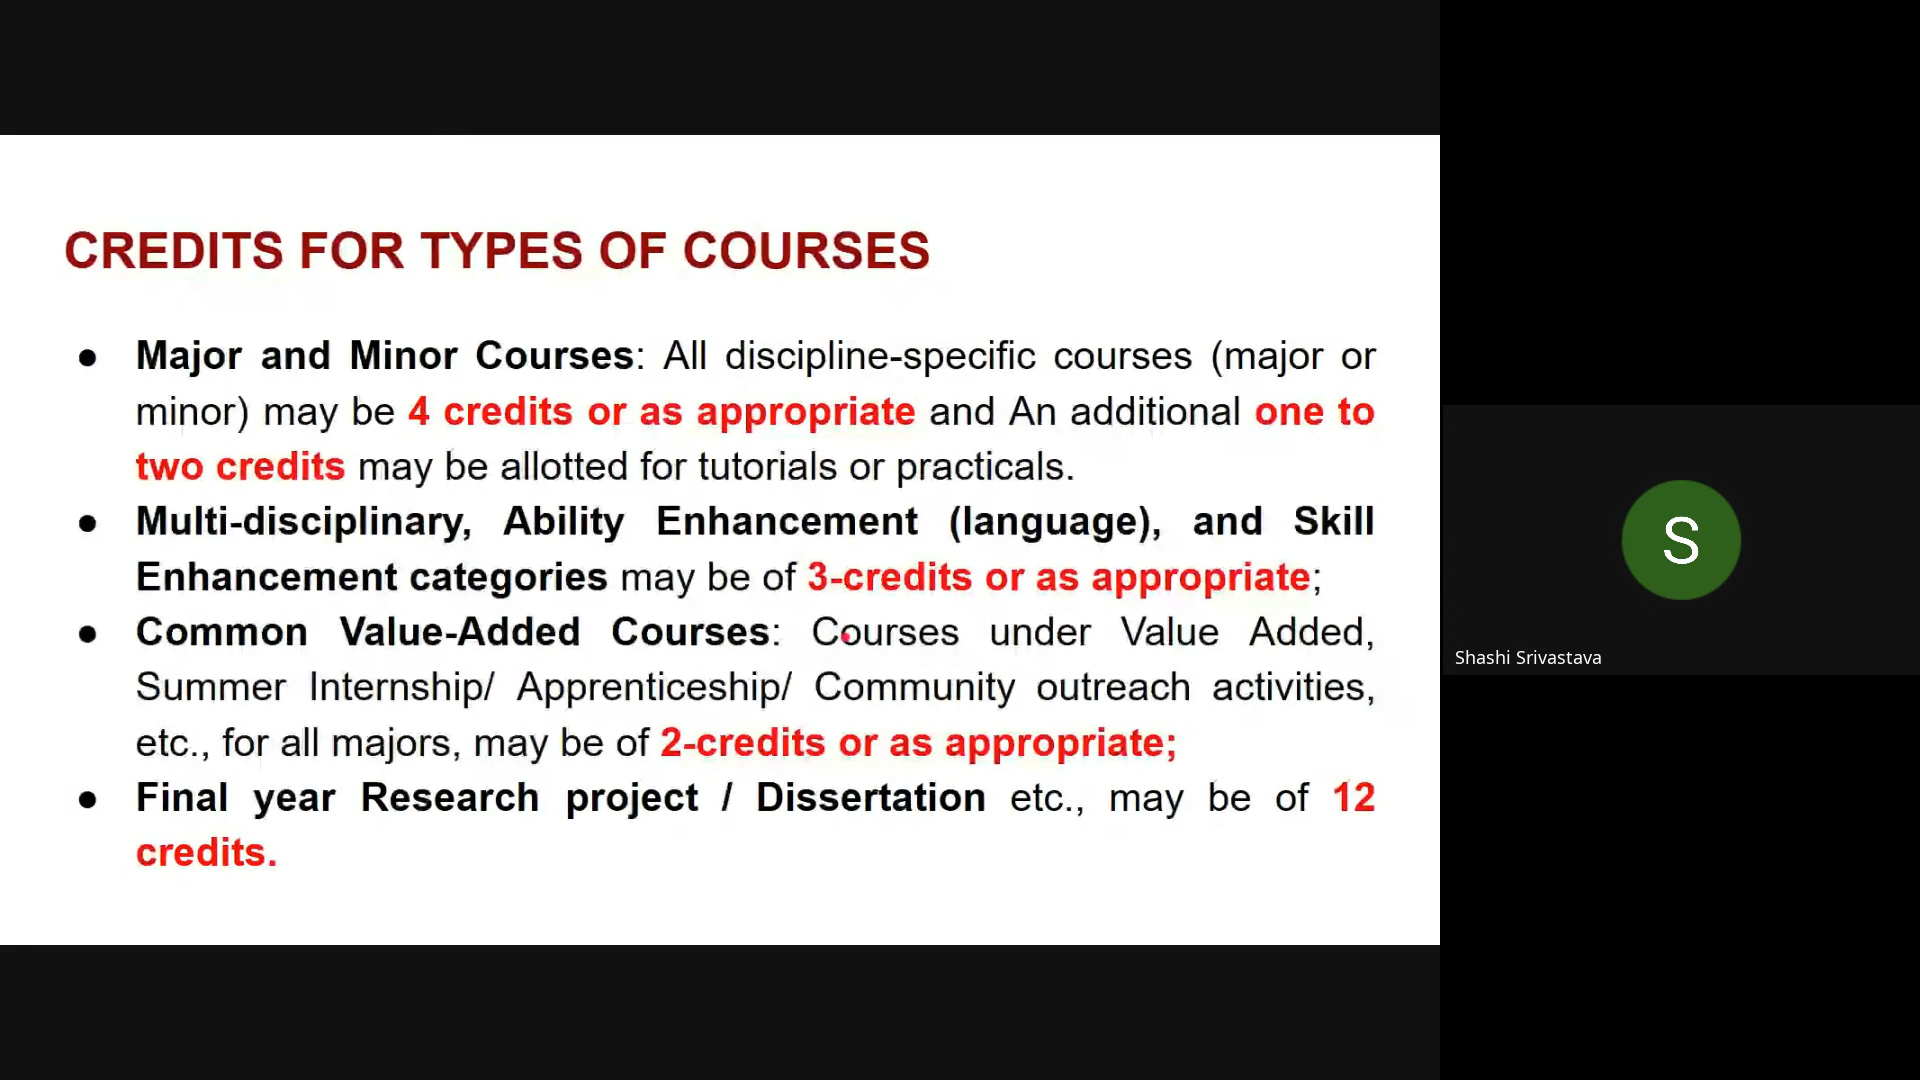 CREDITS FOR TYPES OF COURSES
● Major and Minor Courses: All discipline-specific courses (major or
minor) may be 4 credits or as appropriate and An additional one to
two credits may be allotted for tutorials or practicals.
● Multi-disciplinary, Ability Enhancement (language), and Skill
Enhancement categories may be of 3-credits or as appropriate;
● Common Value-Added Courses: Courses under Value Added,
Summer Internship/ Apprenticeship/ Community outreach activities,
etc., for all majors, may be of 2-credits or as appropriate;
● Final year Research project / Dissertation etc., may be of 12
credits.
S
Shashi Srivastava